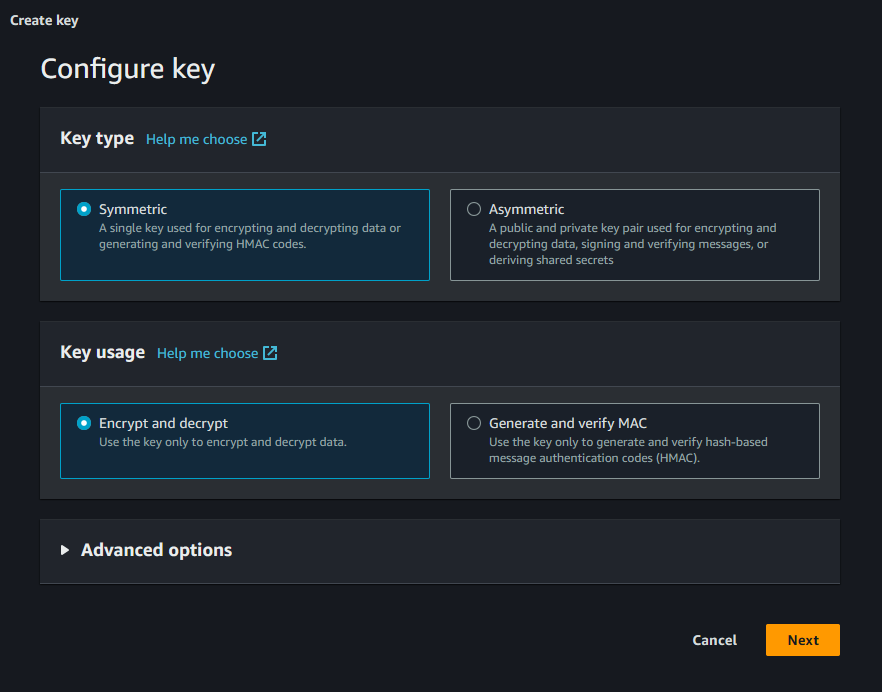 Create key
Configure key
Key type Help me choose
Symmetric
A single key used for encrypting and decrypting data or
generating and verifying HMAC codes.
Asymmetric
A public and private key pair used for encrypting and
decrypting data, signing and verifying messages, or
deriving shared secrets
Key usage Help me choose
Encrypt and decrypt
Use the key only to encrypt and decrypt data.
Generate and verify MAC
Use the key only to generate and verify hash-based
message authentication codes (HMAC).
Advanced options
Cancel Next